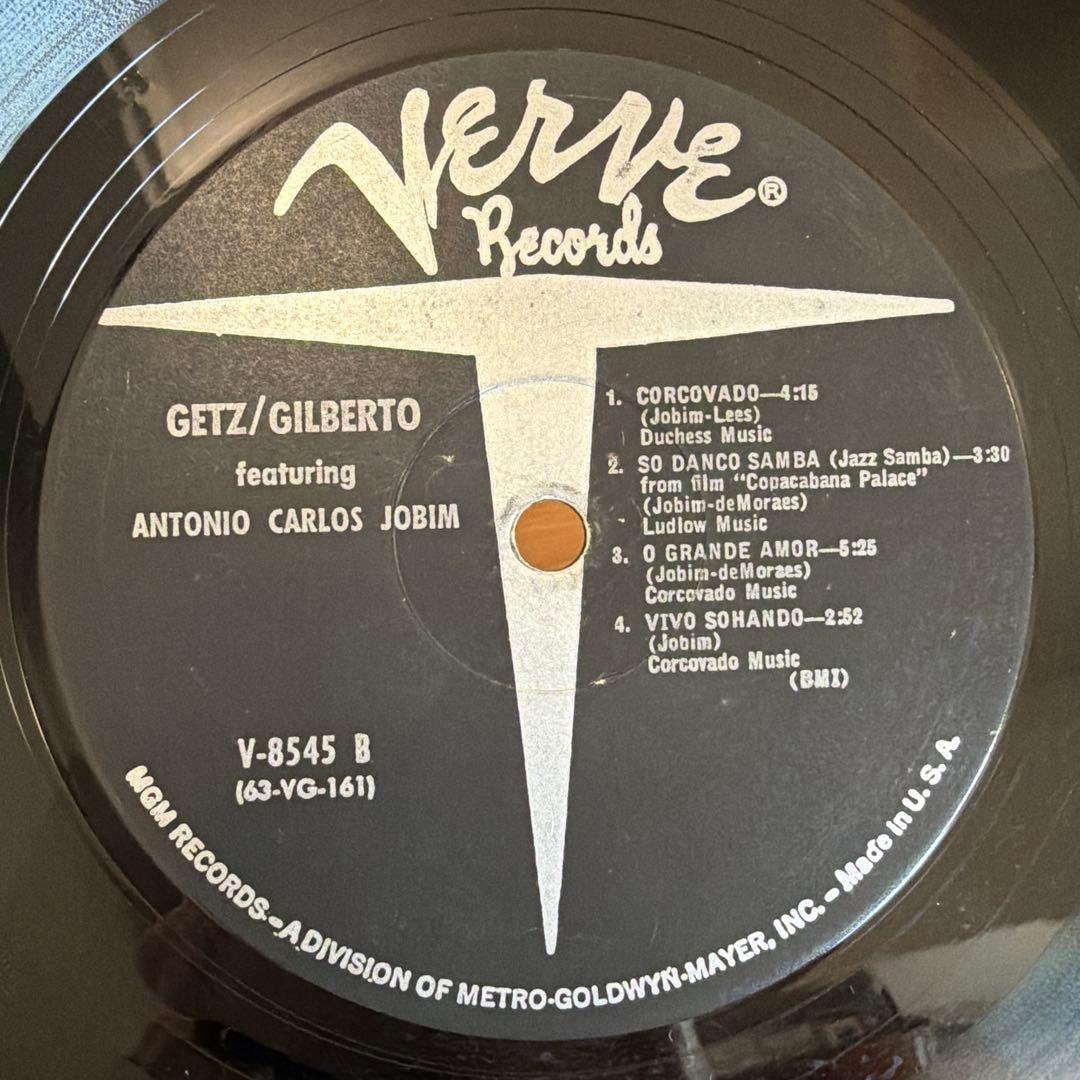 Verve ®
Records
GETZ/GILBERTO
featuring
ANTONIO CARLOS JOBIM
1. CORCOVADO—4:15
(Jobim-Lees)
Duchess Music
2. SO DANCO SAMBA (Jazz Samba)—3:30
from film "Copacabana Palace"
(Jobim-deMoraes)
Ludlow Music
3. O GRANDE AMOR—5:25
(Jobim-deMoraes)
Corcovado Music
4. VIVO SOHANDO—2:52
(Jobim)
Corcovado Music
(BMI)
V-8545 B
(63-VG-161)
MGM RECORDS-A DIVISION OF METRO-GOLDWYN-MAYER, INC. - Made in U. S. A.